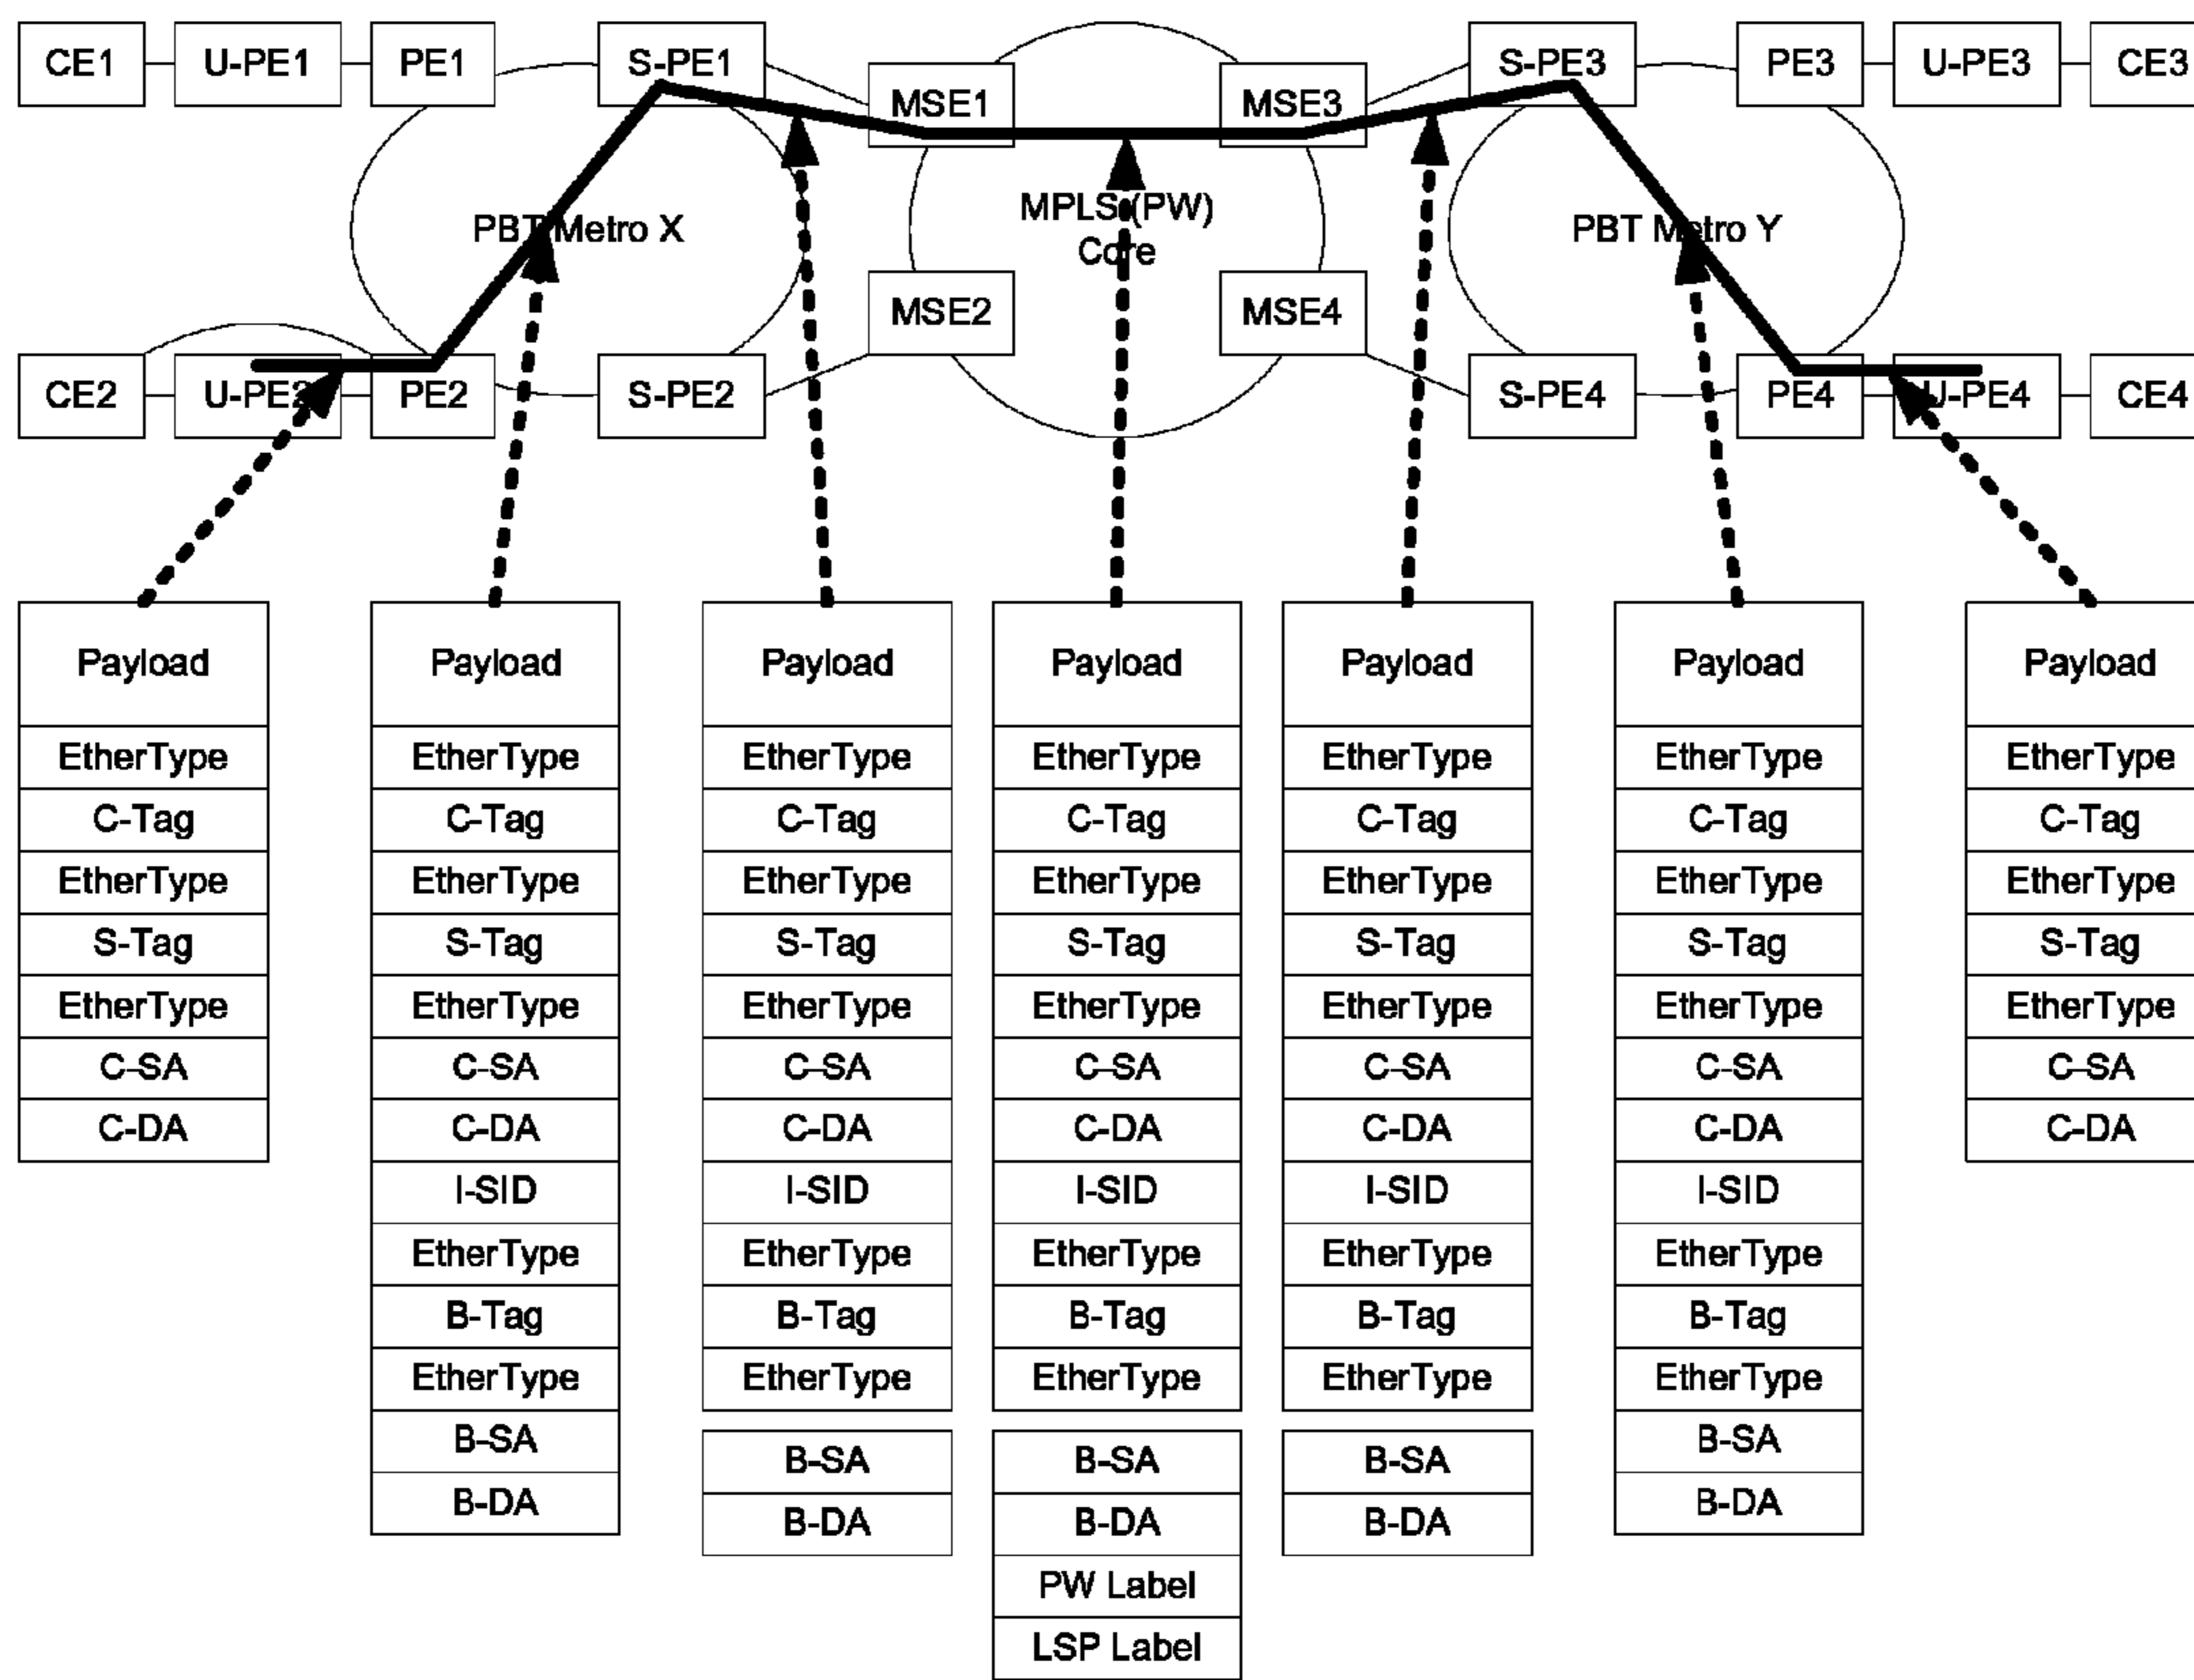 CE1 U-PE1 PE1 S-PE1 MSE1 MSE3 S-PE3 PE3 U-PE3 CE3
PBT Metro X
MPLS (PW)
Core
PBT Metro Y
CE2 U-PE2 PE2 S-PE2 MSE2 MSE4 S-PE4 PE4 U-PE4 CE4
Payload Payload Payload Payload Payload Payload Payload
EtherType EtherType EtherType EtherType EtherType EtherType EtherType
C-Tag C-Tag C-Tag C-Tag C-Tag C-Tag C-Tag
EtherType EtherType EtherType EtherType EtherType EtherType EtherType
S-Tag S-Tag S-Tag S-Tag S-Tag S-Tag S-Tag
EtherType EtherType EtherType EtherType EtherType EtherType EtherType
C-SA C-SA C-SA C-SA C-SA C-SA C-SA
C-DA C-DA C-DA C-DA C-DA C-DA C-DA
I-SID I-SID I-SID I-SID I-SID
EtherType EtherType EtherType EtherType EtherType
B-Tag B-Tag B-Tag B-Tag B-Tag
EtherType EtherType EtherType EtherType EtherType
B-SA B-SA B-SA B-SA B-SA
B-DA B-DA B-DA B-DA B-DA
PW Label
LSP Label